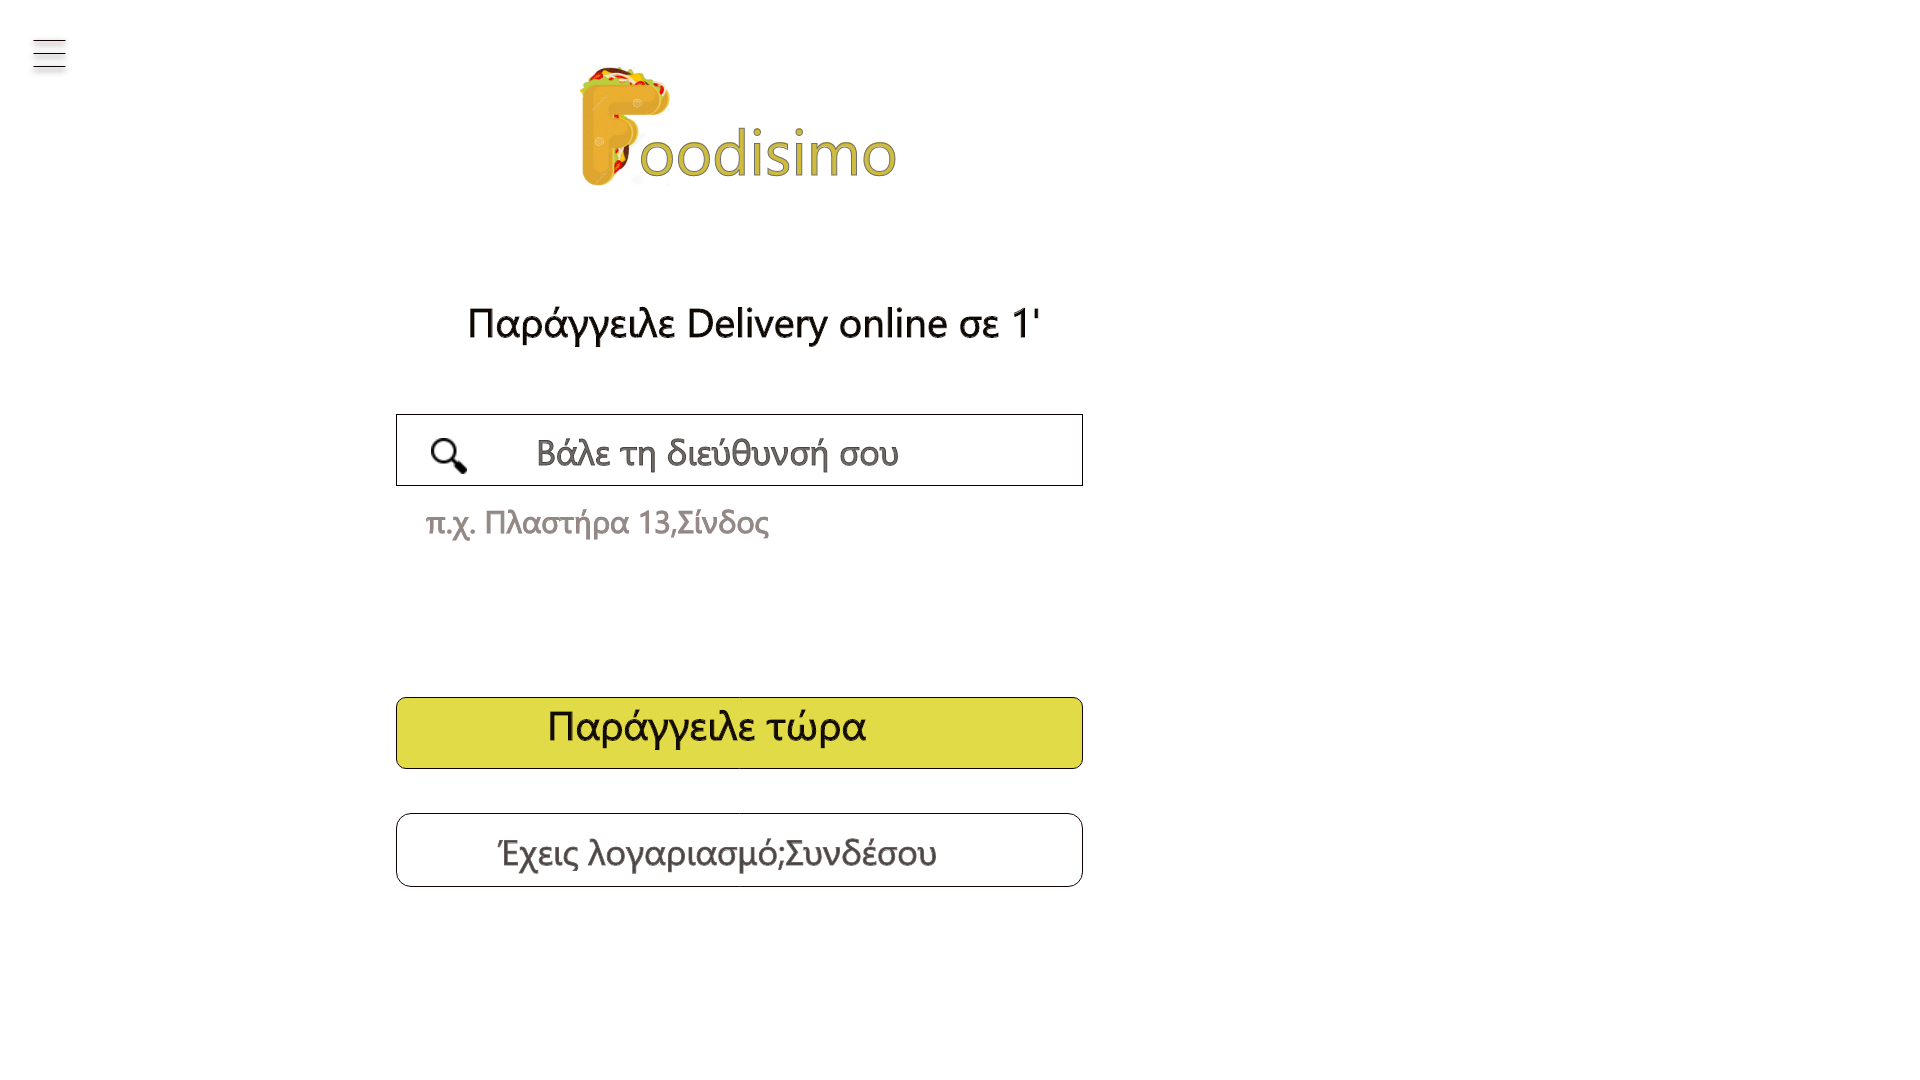 Foodisimo
Παράγγειλε Delivery online σε 1'
Βάλε τη διεύθυνσή σου
π.χ. Πλαστήρα 13,Σίνδος
Παράγγειλε τώρα
Έχεις λογαριασμό;Συνδέσου